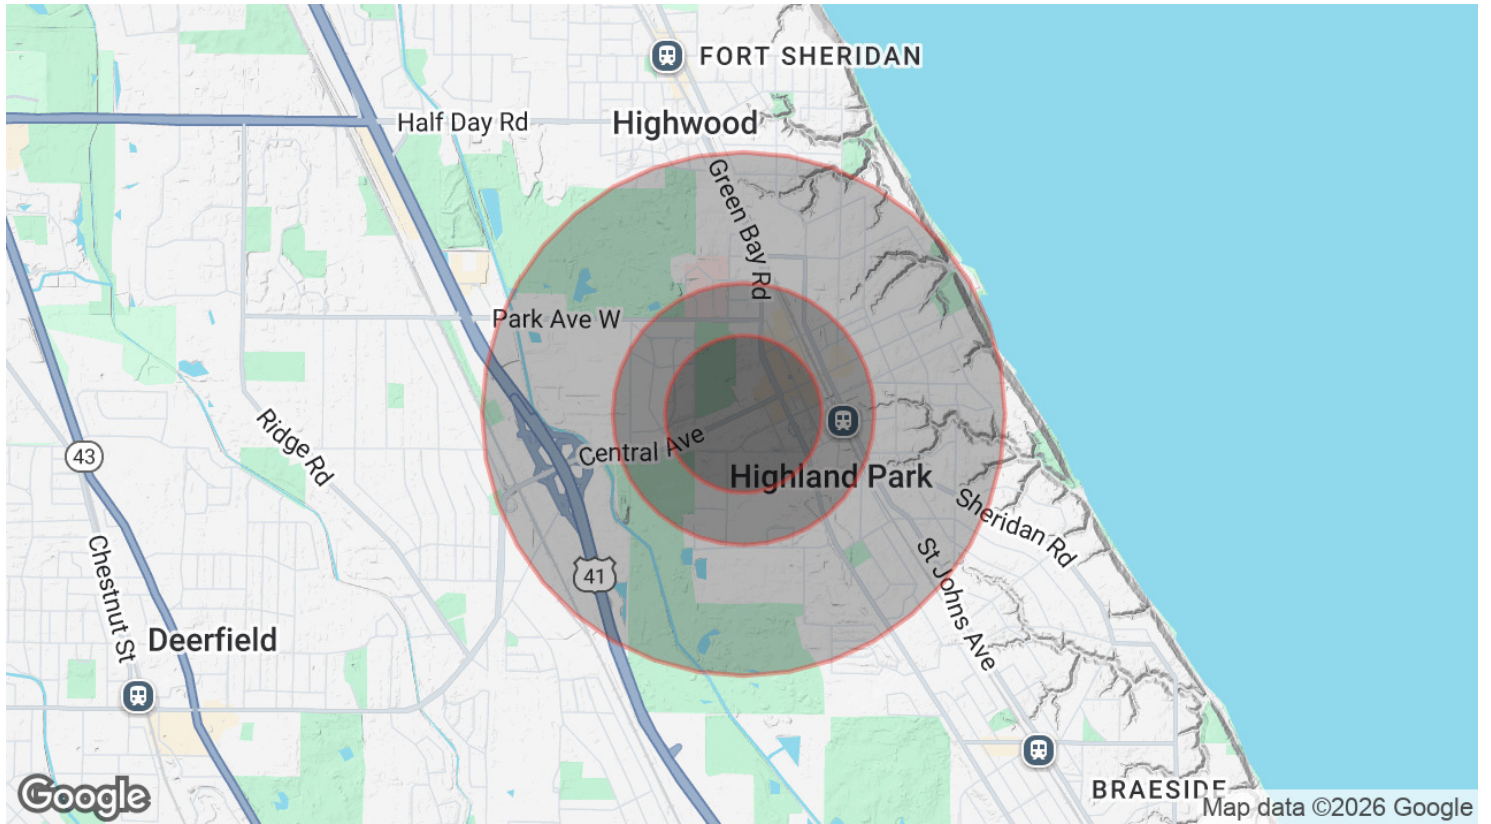 FORT SHERIDAN
Half Day Rd
Highwood
Green Bay Rd
Park Ave W
Ridge Rd
43
Central Ave
Highland Park
Sheridan Rd
41
St Johns Ave
Chestnut St
Deerfield
BRAESIDE
Google
Map data ©2026 Google